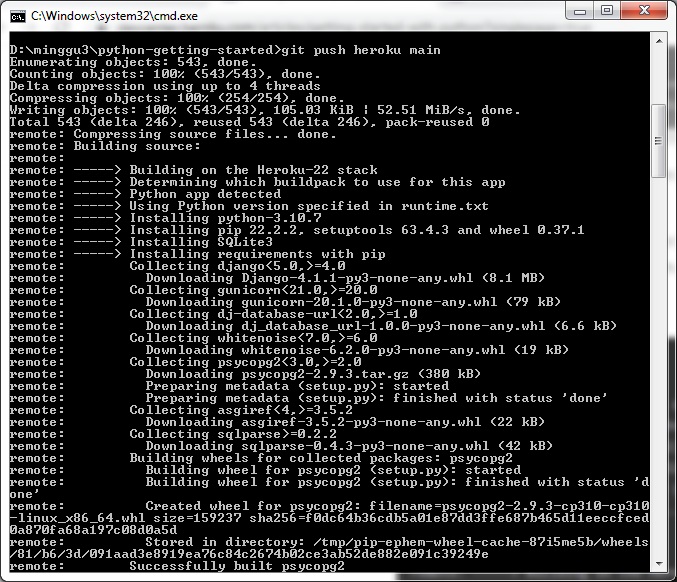 C:\Windows\system32\cmd.exe
D:\minggu3\python-getting-started>git push heroku main
Enumerating objects: 543, done.
Counting objects: 100% (543/543), done.
Delta compression using up to 4 threads
Compressing objects: 100% (254/254), done.
Writing objects: 100% (543/543), 105.03 KiB ¦ 52.51 MiB/s, done.
Total 543 (delta 246), reused 543 (delta 246), pack-reused 0
remote: Compressing source files... done.
remote: Building source:
remote:
remote: -----> Building on the Heroku-22 stack
remote: -----> Determining which buildpack to use for this app
remote: -----> Python app detected
remote: -----> Using Python version specified in runtime.txt
remote: -----> Installing python-3.10.7
remote: -----> Installing pip 22.2.2, setuptools 63.4.3 and wheel 0.37.1
remote: -----> Installing SQLite3
remote: -----> Installing requirements with pip
remote:        Collecting django<5.0,>=4.0
remote:          Downloading Django-4.1.1-py3-none-any.whl (8.1 MB)
remote:        Collecting gunicorn<21.0,>=20.0
remote:          Downloading gunicorn-20.1.0-py3-none-any.whl (79 kB)
remote:        Collecting dj-database-url<2.0,>=1.0
remote:          Downloading dj_database_url-1.0.0-py3-none-any.whl (6.6 kB)
remote:        Collecting whitenoise<7.0,>=6.0
remote:          Downloading whitenoise-6.2.0-py3-none-any.whl (19 kB)
remote:        Collecting psycopg2<3.0,>=2.0
remote:          Downloading psycopg2-2.9.3.tar.gz (380 kB)
remote:          Preparing metadata (setup.py): started
remote:          Preparing metadata (setup.py): finished with status 'done'
remote:        Collecting asgiref<4,>=3.5.2
remote:          Downloading asgiref-3.5.2-py3-none-any.whl (22 kB)
remote:        Collecting sqlparse>=0.2.2
remote:          Downloading sqlparse-0.4.3-py3-none-any.whl (42 kB)
remote:        Building wheels for collected packages: psycopg2
remote:          Building wheel for psycopg2 (setup.py): started
remote:          Building wheel for psycopg2 (setup.py): finished with status 'd
one'
remote:          Created wheel for psycopg2: filename=psycopg2-2.9.3-cp310-cp310
-linux_x86_64.whl size=159237 sha256=f0dc64b36cdb5a01e87dd3ffe687b465d11eeccfced
0a870fa68a197c08d0a5d
remote:          Stored in directory: /tmp/pip-ephem-wheel-cache-87i5me5b/wheels
/81/b6/3d/091aad3e8919ea76c84c2674b02ce3ab52de882e091c39249e
remote:        Successfully built psycopg2